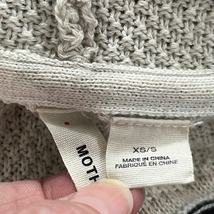 MOTH
XS/S
MADE IN CHINA
FABRIQUÉ EN CHINE